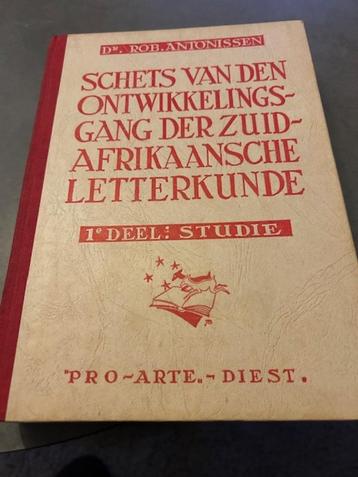 Dr. ROB. ANTONISSEN
SCHETS VAN DEN
ONTWIKKELINGS-
GANG DER ZUID-
AFRIKAANSCHE
LETTERKUNDE
1e DEEL: STUDIE
"PRO-ARTE"-DIEST.